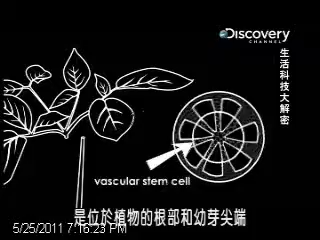 Discovery
CHANNEL
生活科技大解密
vascular stem cell
是位於植物的根部和幼芽尖端
5/25/2011 7:16:23 PM